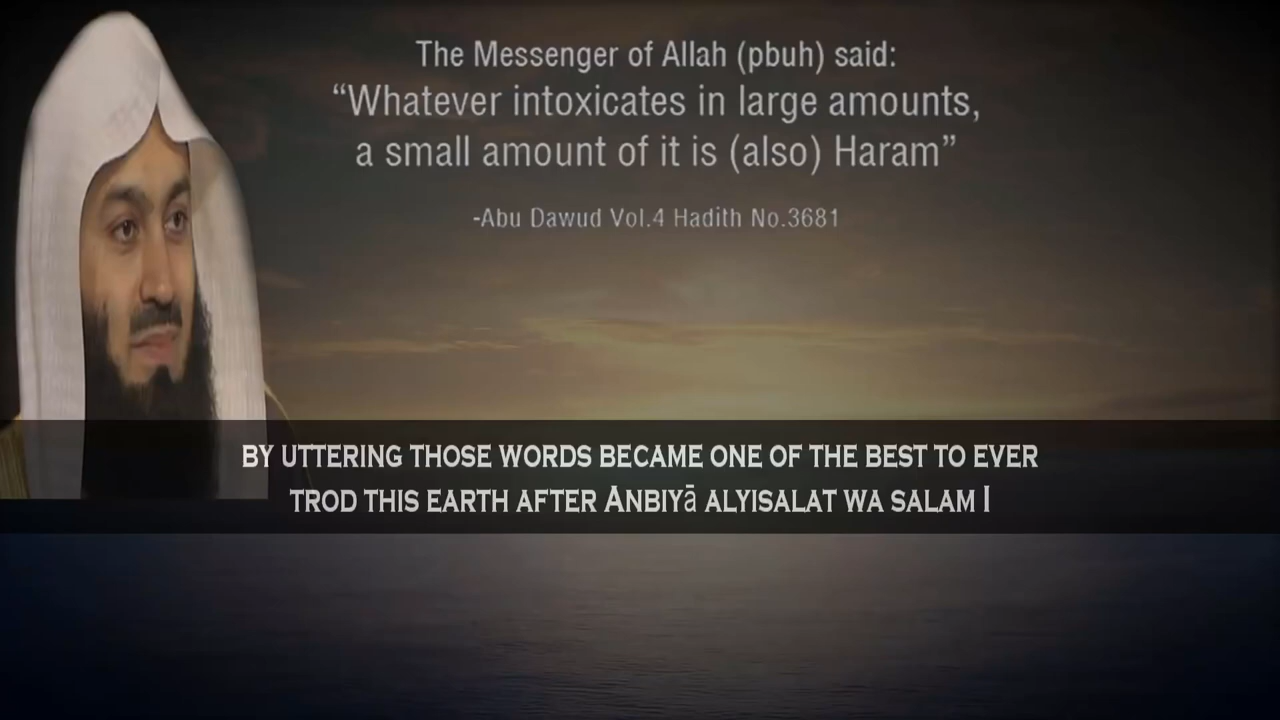 The Messenger of Allah (pbuh) said:
“Whatever intoxicates in large amounts,
a small amount of it is (also) Haram”
-Abu Dawud Vol.4 Hadith No.3681
BY UTTERING THOSE WORDS BECAME ONE OF THE BEST TO EVER
TROD THIS EARTH AFTER ANBIYā ALYISALAT WA SALAM I